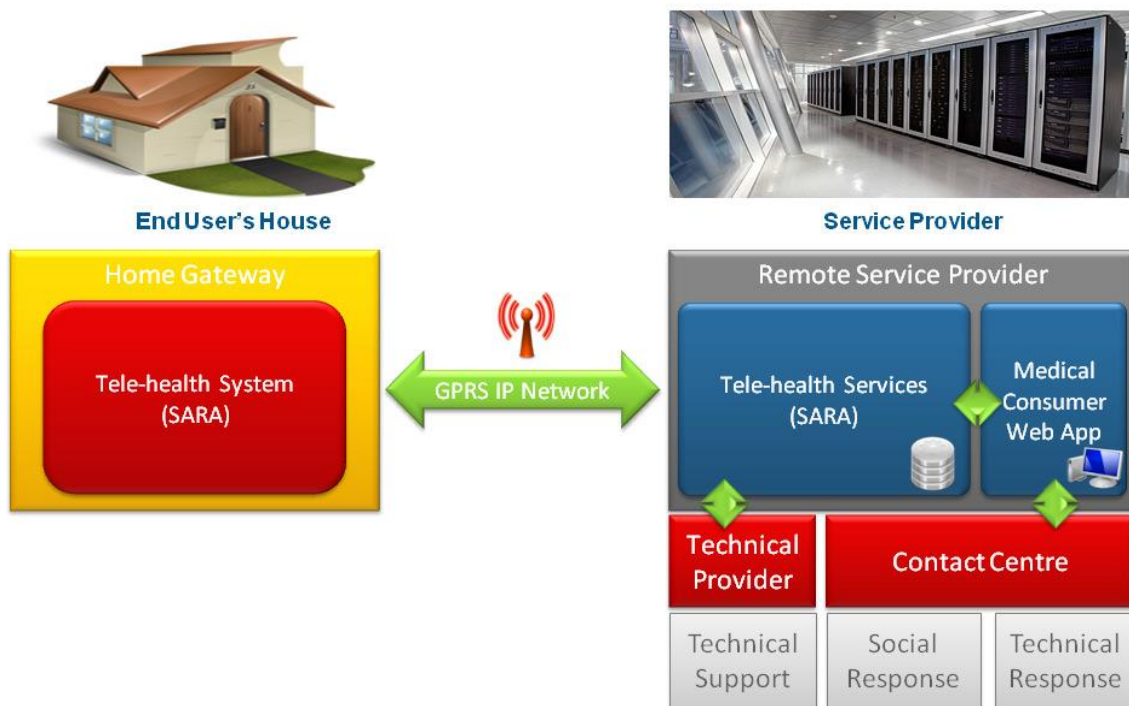 End User's House
Service Provider
Home Gateway
Tele-health System
(SARA)
GPRS IP Network
Remote Service Provider
Tele-health Services
(SARA)
Medical
Consumer
Web App
Technical
Provider
Contact Centre
Technical
Support
Social
Response
Technical
Response